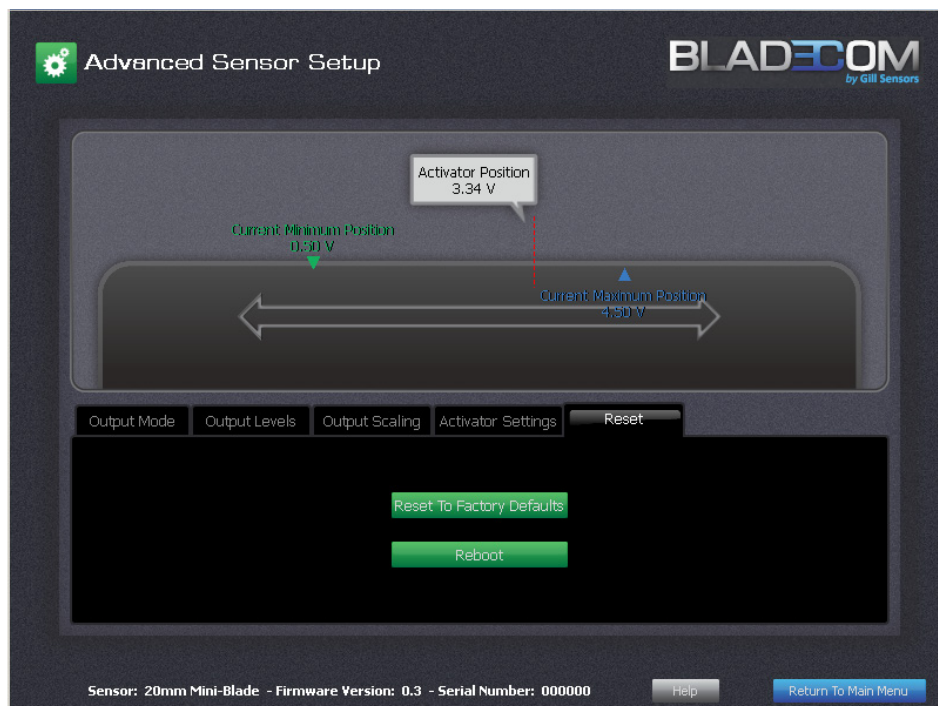 Advanced Sensor Setup
BLADECOM
by Gill Sensors
Activator Position
3.34 V
Current Minimum Position
0.50 V
Current Maximum Position
4.50 V
Output Mode
Output Levels
Output Scaling
Activator Settings
Reset
Reset To Factory Defaults
Reboot
Sensor: 20mm Mini-Blade - Firmware Version: 0.3 - Serial Number: 000000
Help
Return To Main Menu